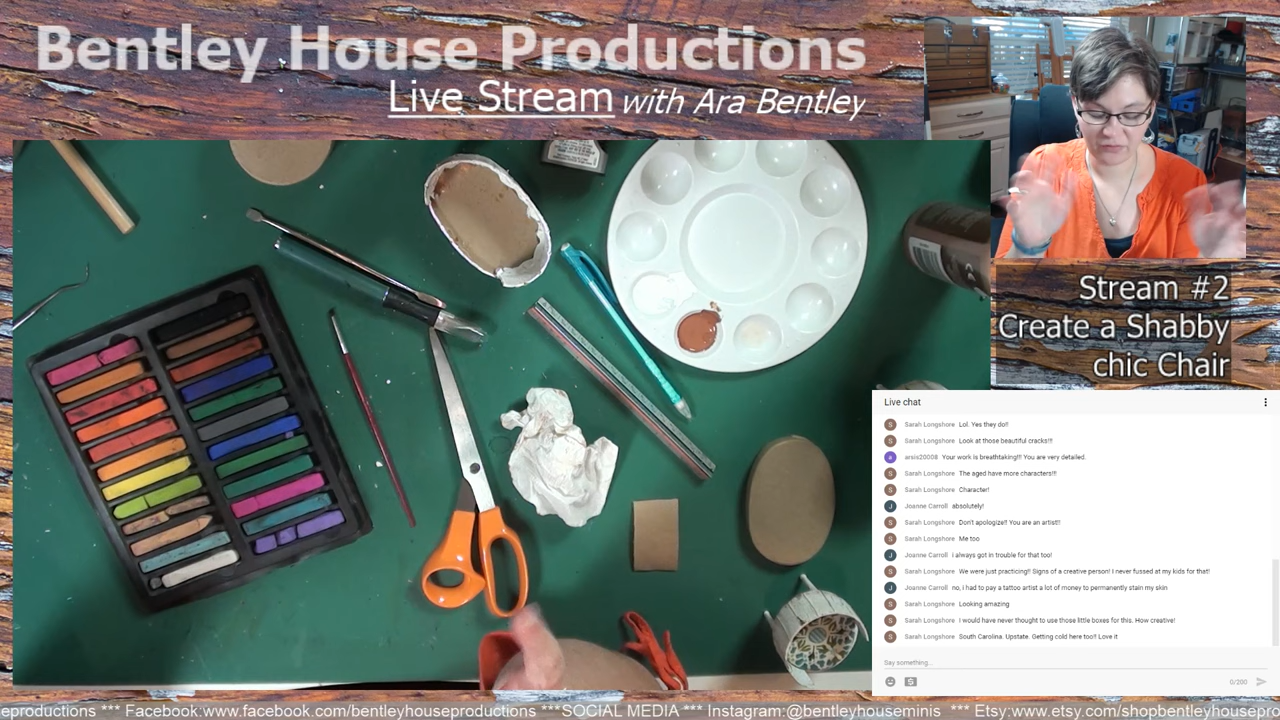 Bentley House Productions
Live Stream with Ara Bentley
Stream #2
Create a Shabby
chic Chair
Live chat
S Sarah Longshore Lol. Yes they do!!
S Sarah Longshore Look at those beautiful cracks!!!
a arsis20008 Your work is breathtaking!!! You are very detailed.
S Sarah Longshore The aged have more characters!!!
S Sarah Longshore Character!
J Joanne Carroll absolutely!
S Sarah Longshore Don't apologize!! You are an artist!!
S Sarah Longshore Me too
J Joanne Carroll i always got in trouble for that too!
S Sarah Longshore We were just practicing!! Signs of a creative person! I never fussed at my kids for that!
J Joanne Carroll no, i had to pay a tattoo artist a lot of money to permanently stain my skin
S Sarah Longshore Looking amazing
S Sarah Longshore I would have never thought to use those little boxes for this. How creative!
S Sarah Longshore South Carolina. Upstate. Getting cold here too!! Love it
Say something...
0/200
eproductions *** Facebook:www.facebook.com/bentleyhouseproductions ***SOCIAL MEDIA*** Instagram:@bentleyhouseminis *** Etsy:www.etsy.com/shopbentleyhousepro